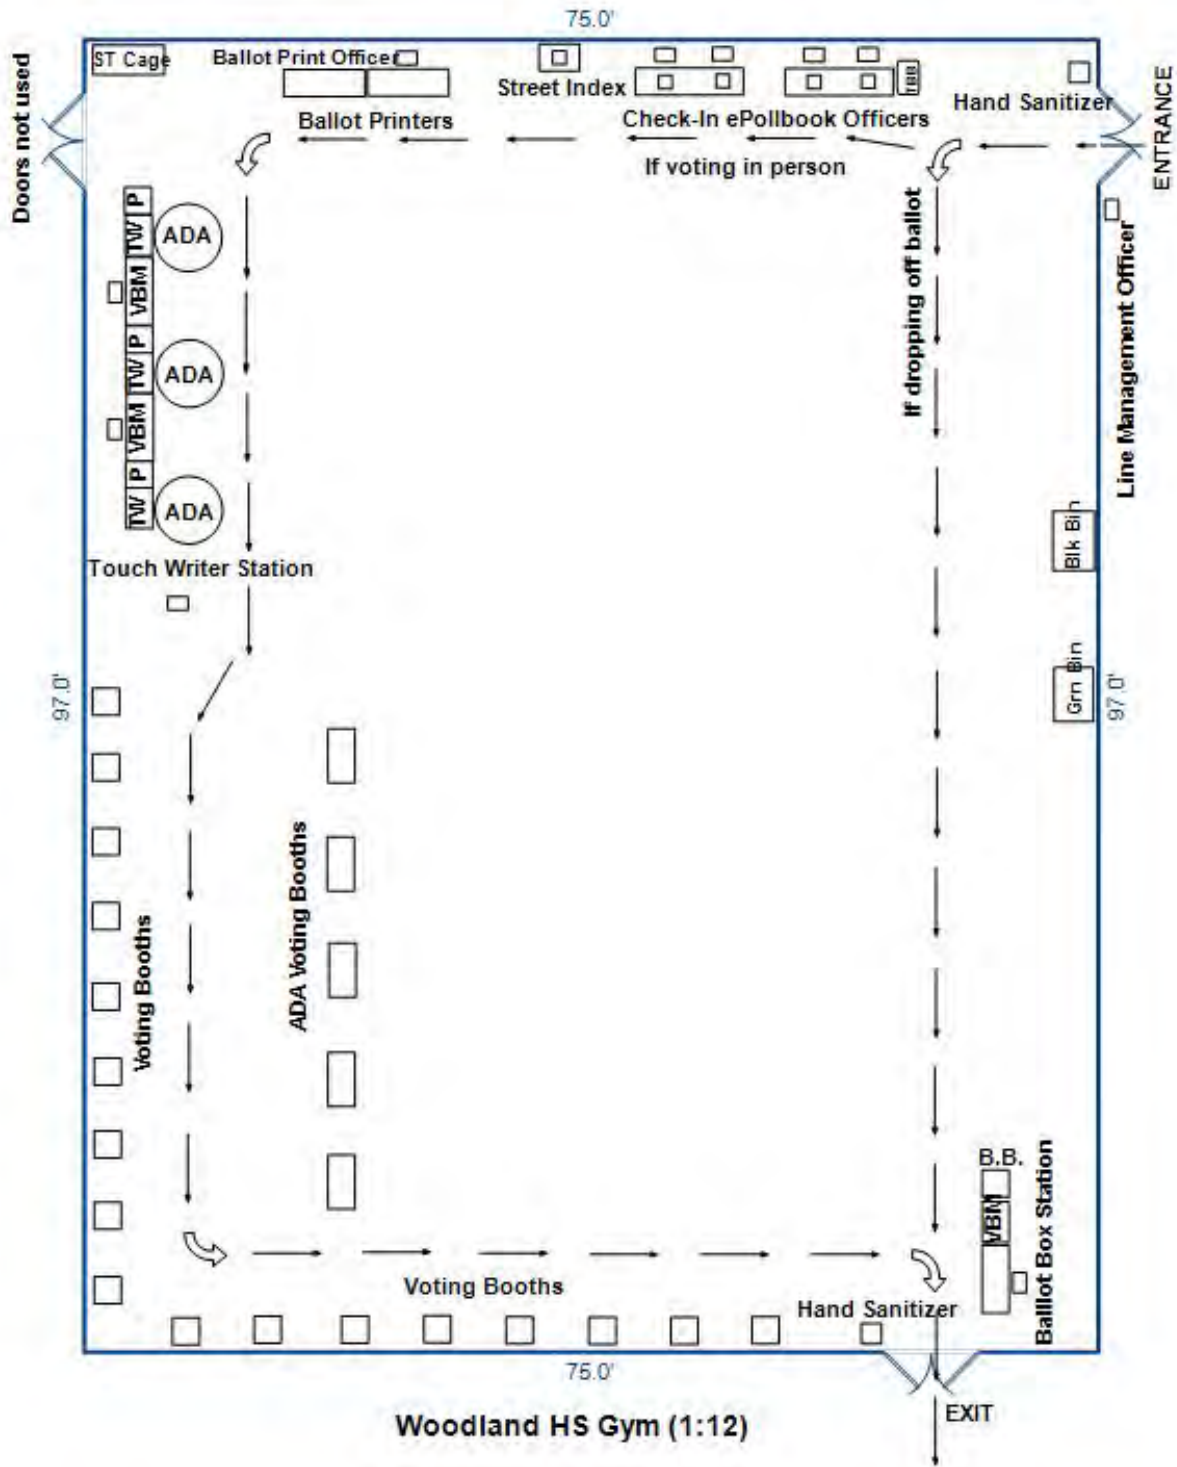 75.0'
Doors not used
ST Cage
Ballot Print Officer
Street Index
Ballot Printers
Check-In ePollbook Officers
TBB
Hand Sanitizer
ENTRANCE
If voting in person
P
TW
ADA
VBM
P
TW
ADA
VBM
P
TW
ADA
Touch Writer Station
If dropping off ballot
Line Management Officer
Blk Bin
Grn Bin
97.0'
97.0'
Voting Booths
ADA Voting Booths
B.B.
VBM
Ballot Box Station
Voting Booths
Hand Sanitizer
75.0'
EXIT
Woodland HS Gym (1:12)